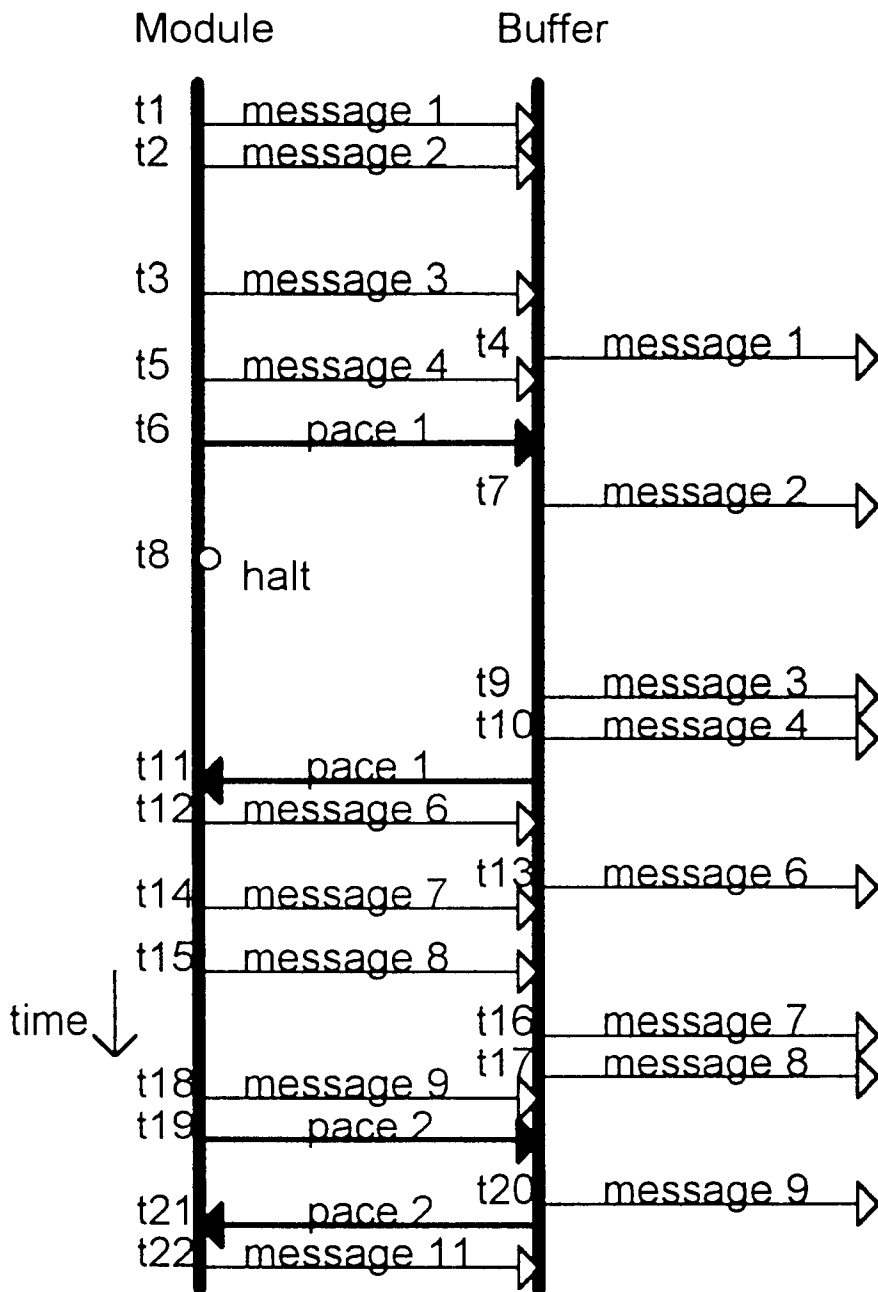 Module Buffer
t1 message 1
t2 message 2
t3 message 3
t4 message 1
t5 message 4
t6 pace 1
t7 message 2
t8 halt
t9 message 3
t10 message 4
t11 pace 1
t12 message 6
t13 message 6
t14 message 7
t15 message 8
time
t16 message 7
t17 message 8
t18 message 9
t19 pace 2
t20 message 9
t21 pace 2
t22 message 11